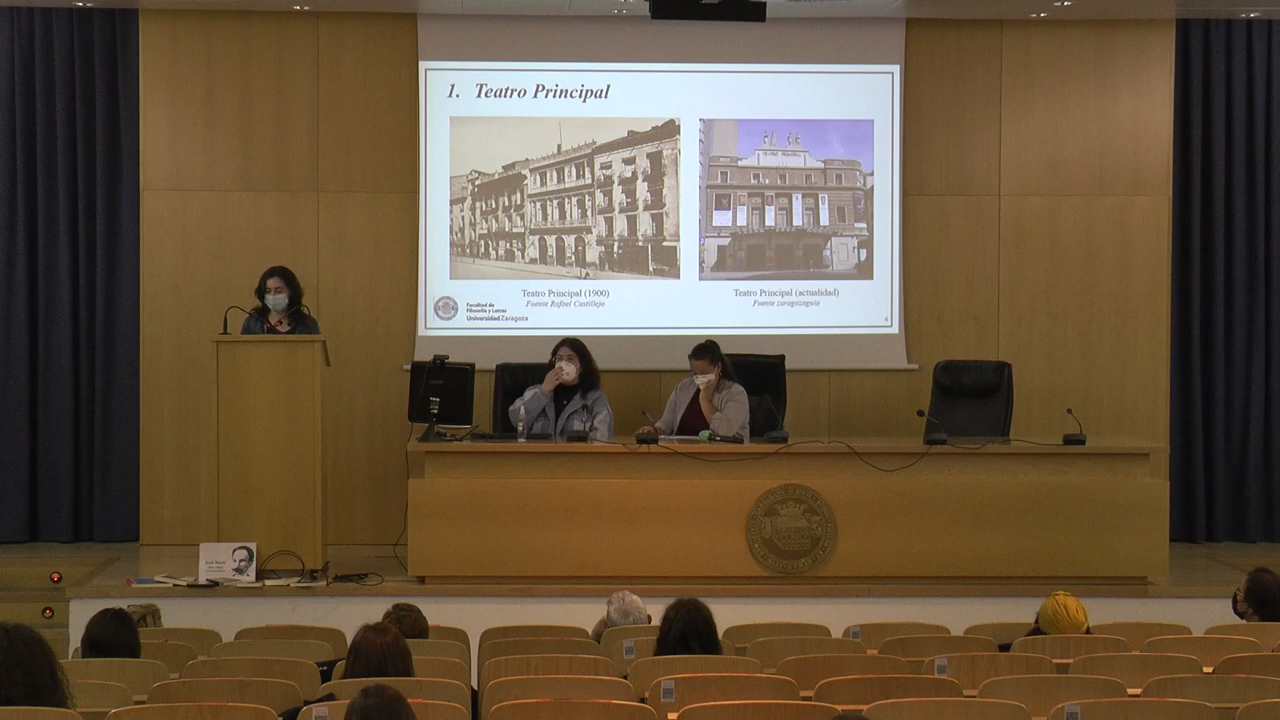 1. Teatro Principal
Teatro Principal (1900)
Fuente Rafael Castillejo
Teatro Principal (actualidad)
Fuente zaragozaguia
Facultad de
Filosofía y Letras
Universidad Zaragoza
4
José Martí